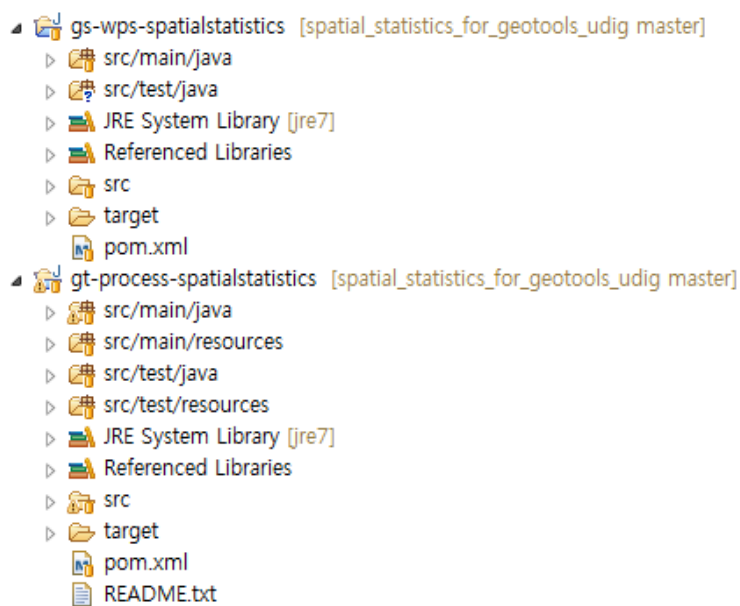 gs-wps-spatialstatistics [spatial_statistics_for_geotools_udig master]
src/main/java
src/test/java
JRE System Library [jre7]
Referenced Libraries
src
target
pom.xml
gt-process-spatialstatistics [spatial_statistics_for_geotools_udig master]
src/main/java
src/main/resources
src/test/java
src/test/resources
JRE System Library [jre7]
Referenced Libraries
src
target
pom.xml
README.txt